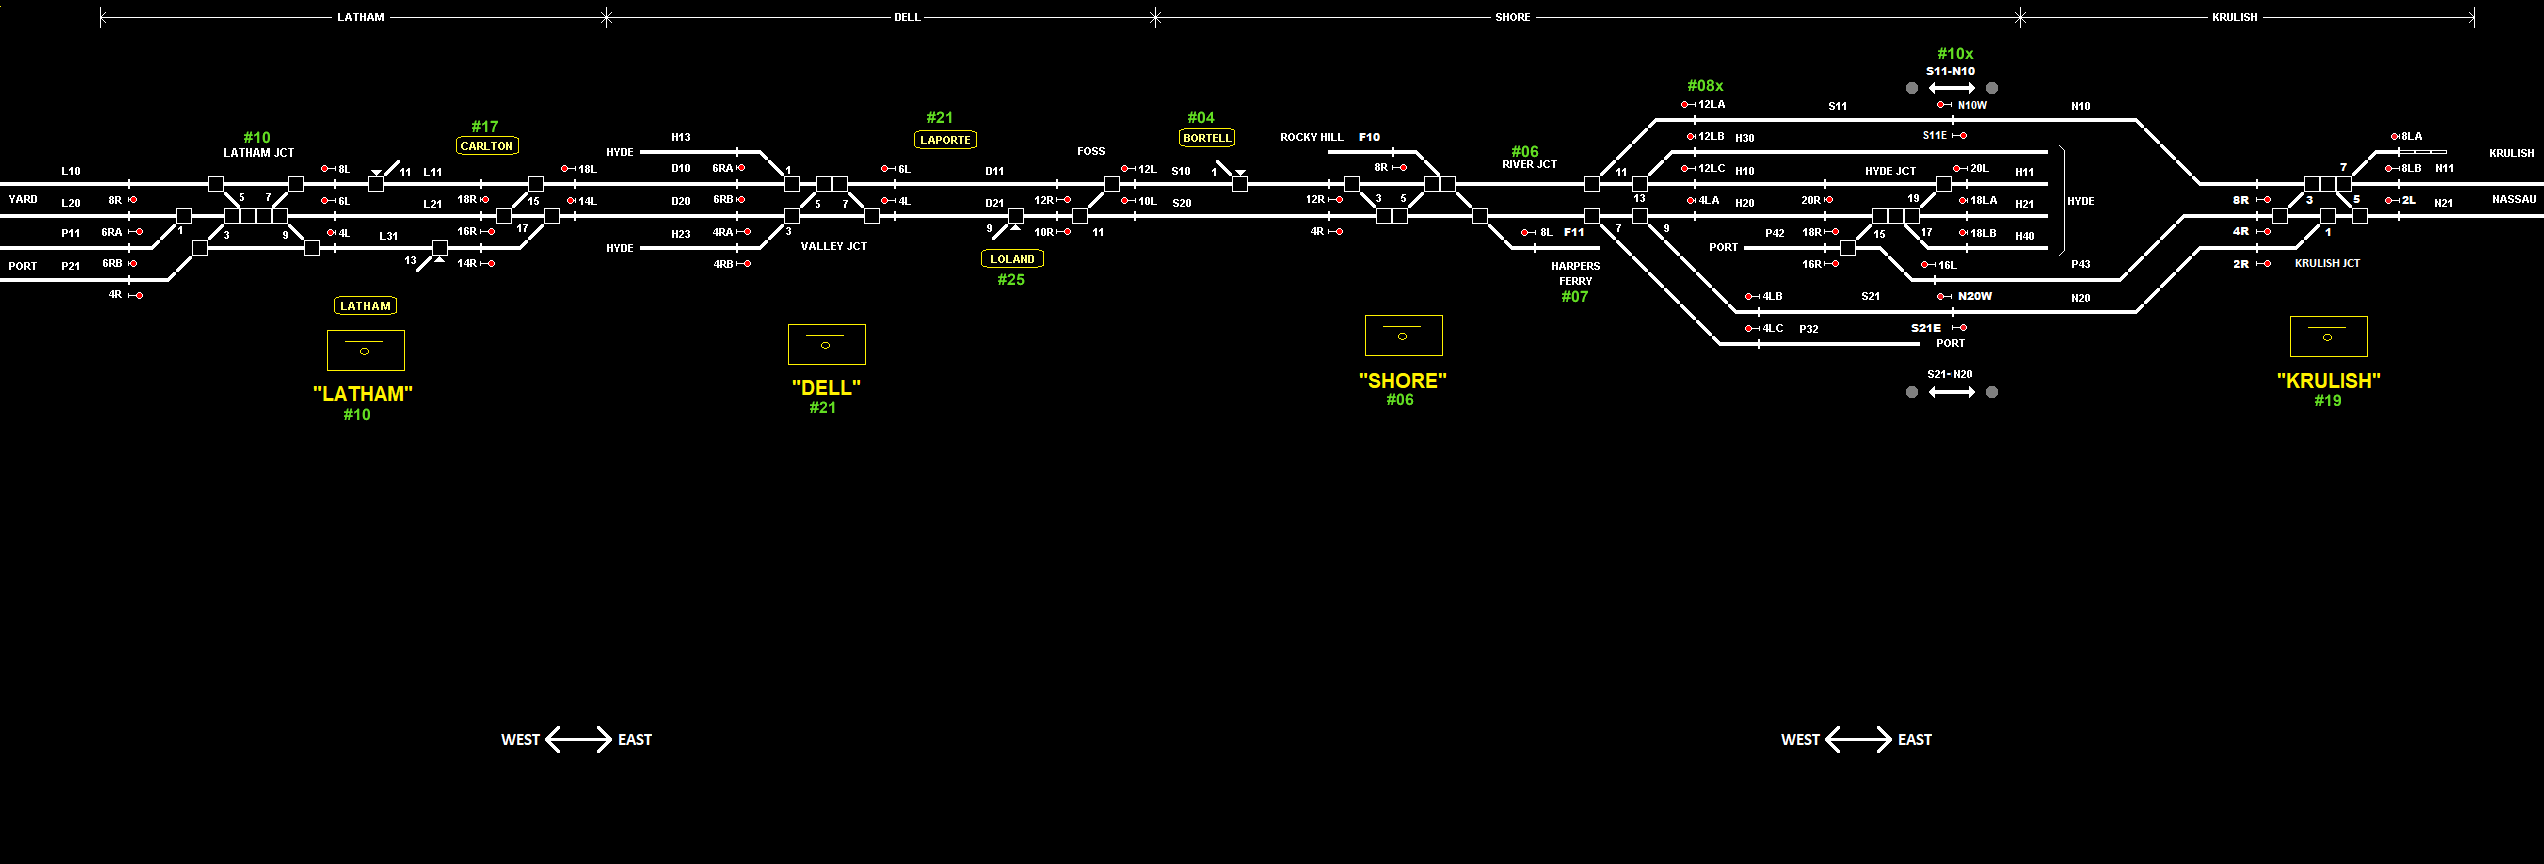 LATHAM DELL SHORE KRULISH
#10x
S11-N10
#08x
12LA S11 N10W N10
#17 #21 #04
#10 CARLTON LAPORTE BORTELL
H13 ROCKY HILL F10 12LB H30 S11E 8LA
LATHAM JCT HYDE FOSS #06 KRULISH
RIVER JCT
L10 8L 11 L11 18L D10 6RA 1 6L D11 12L S10 1 8R 11 12LC H10 HYDE JCT 20L H11 7 8LB N11
YARD L20 8R 5 7 6L L21 18R 15 14L D20 6RB 5 7 4L D21 12R 10L S20 12R 3 5 13 4LA H20 20R 19 18LA H21 HYDE 8R 3 5 2L N21 NASSAU
P11 6RA 1 3 9 4L L31 16R 17 H23 4RA 3 9 10R 11 4R 8L F11 7 9 P42 18R 15 17 18LB H40 4R 1
HYDE VALLEY JCT PORT
PORT P21 6RB 13 14R 4RB LOLAND HARPERS 16R 16L P43 2R KRULISH JCT
#25 FERRY
4R #07 4LB S21 N20W N20
LATHAM
4LC P32 S21E
PORT
S21-N20
"LATHAM" "DELL" "SHORE" "KRULISH"
#10 #21 #06 #19
WEST EAST WEST EAST